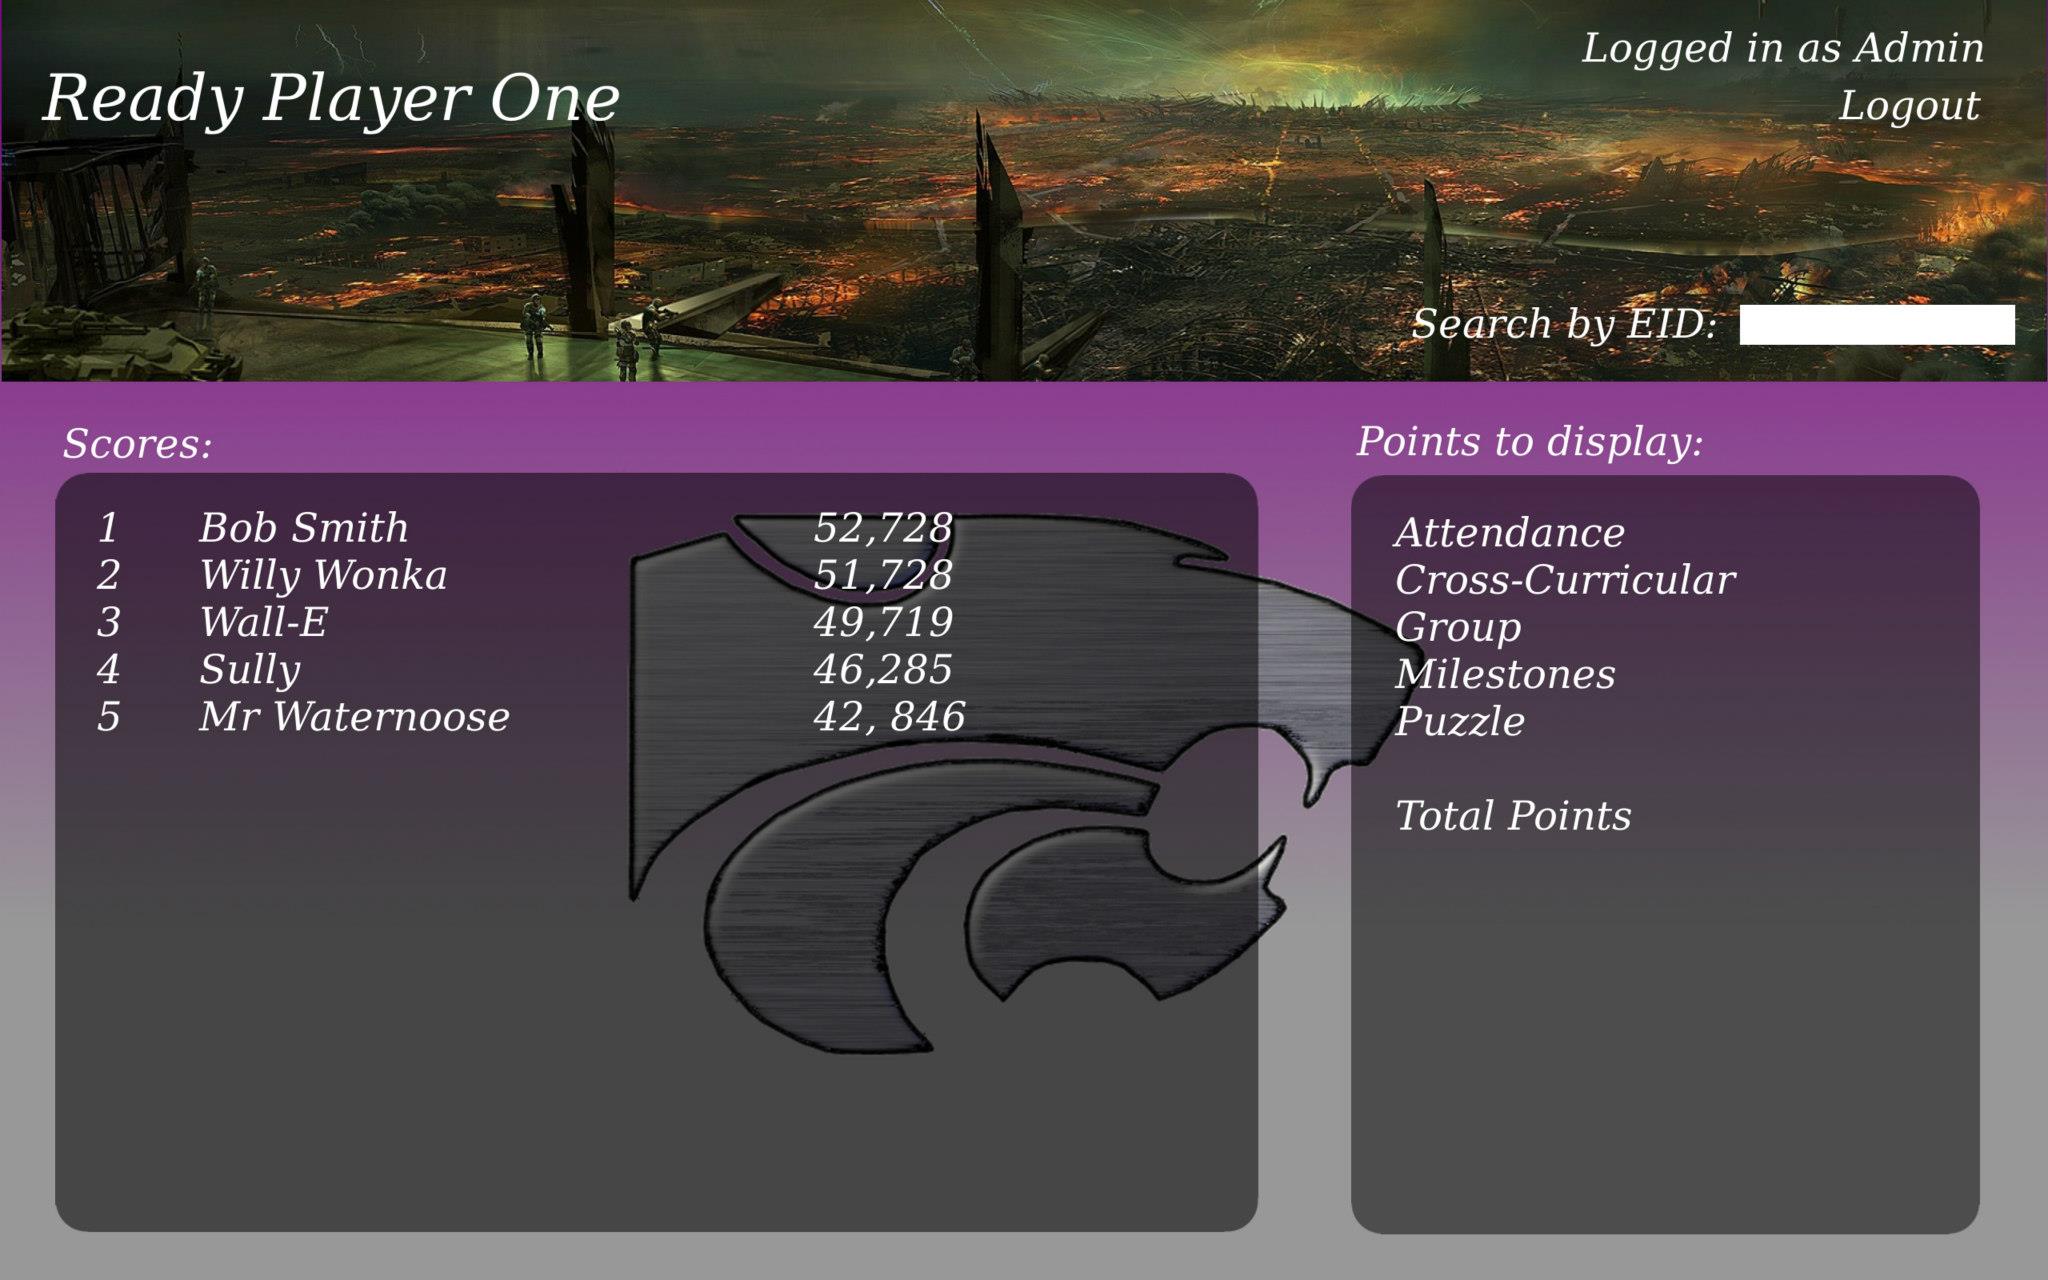 Ready Player One
Logged in as Admin
Logout
Search by EID:
Scores:
1 Bob Smith 52,728
2 Willy Wonka 51,728
3 Wall-E 49,719
4 Sully 46,285
5 Mr Waternoose 42, 846
Points to display:
Attendance
Cross-Curricular
Group
Milestones
Puzzle
Total Points